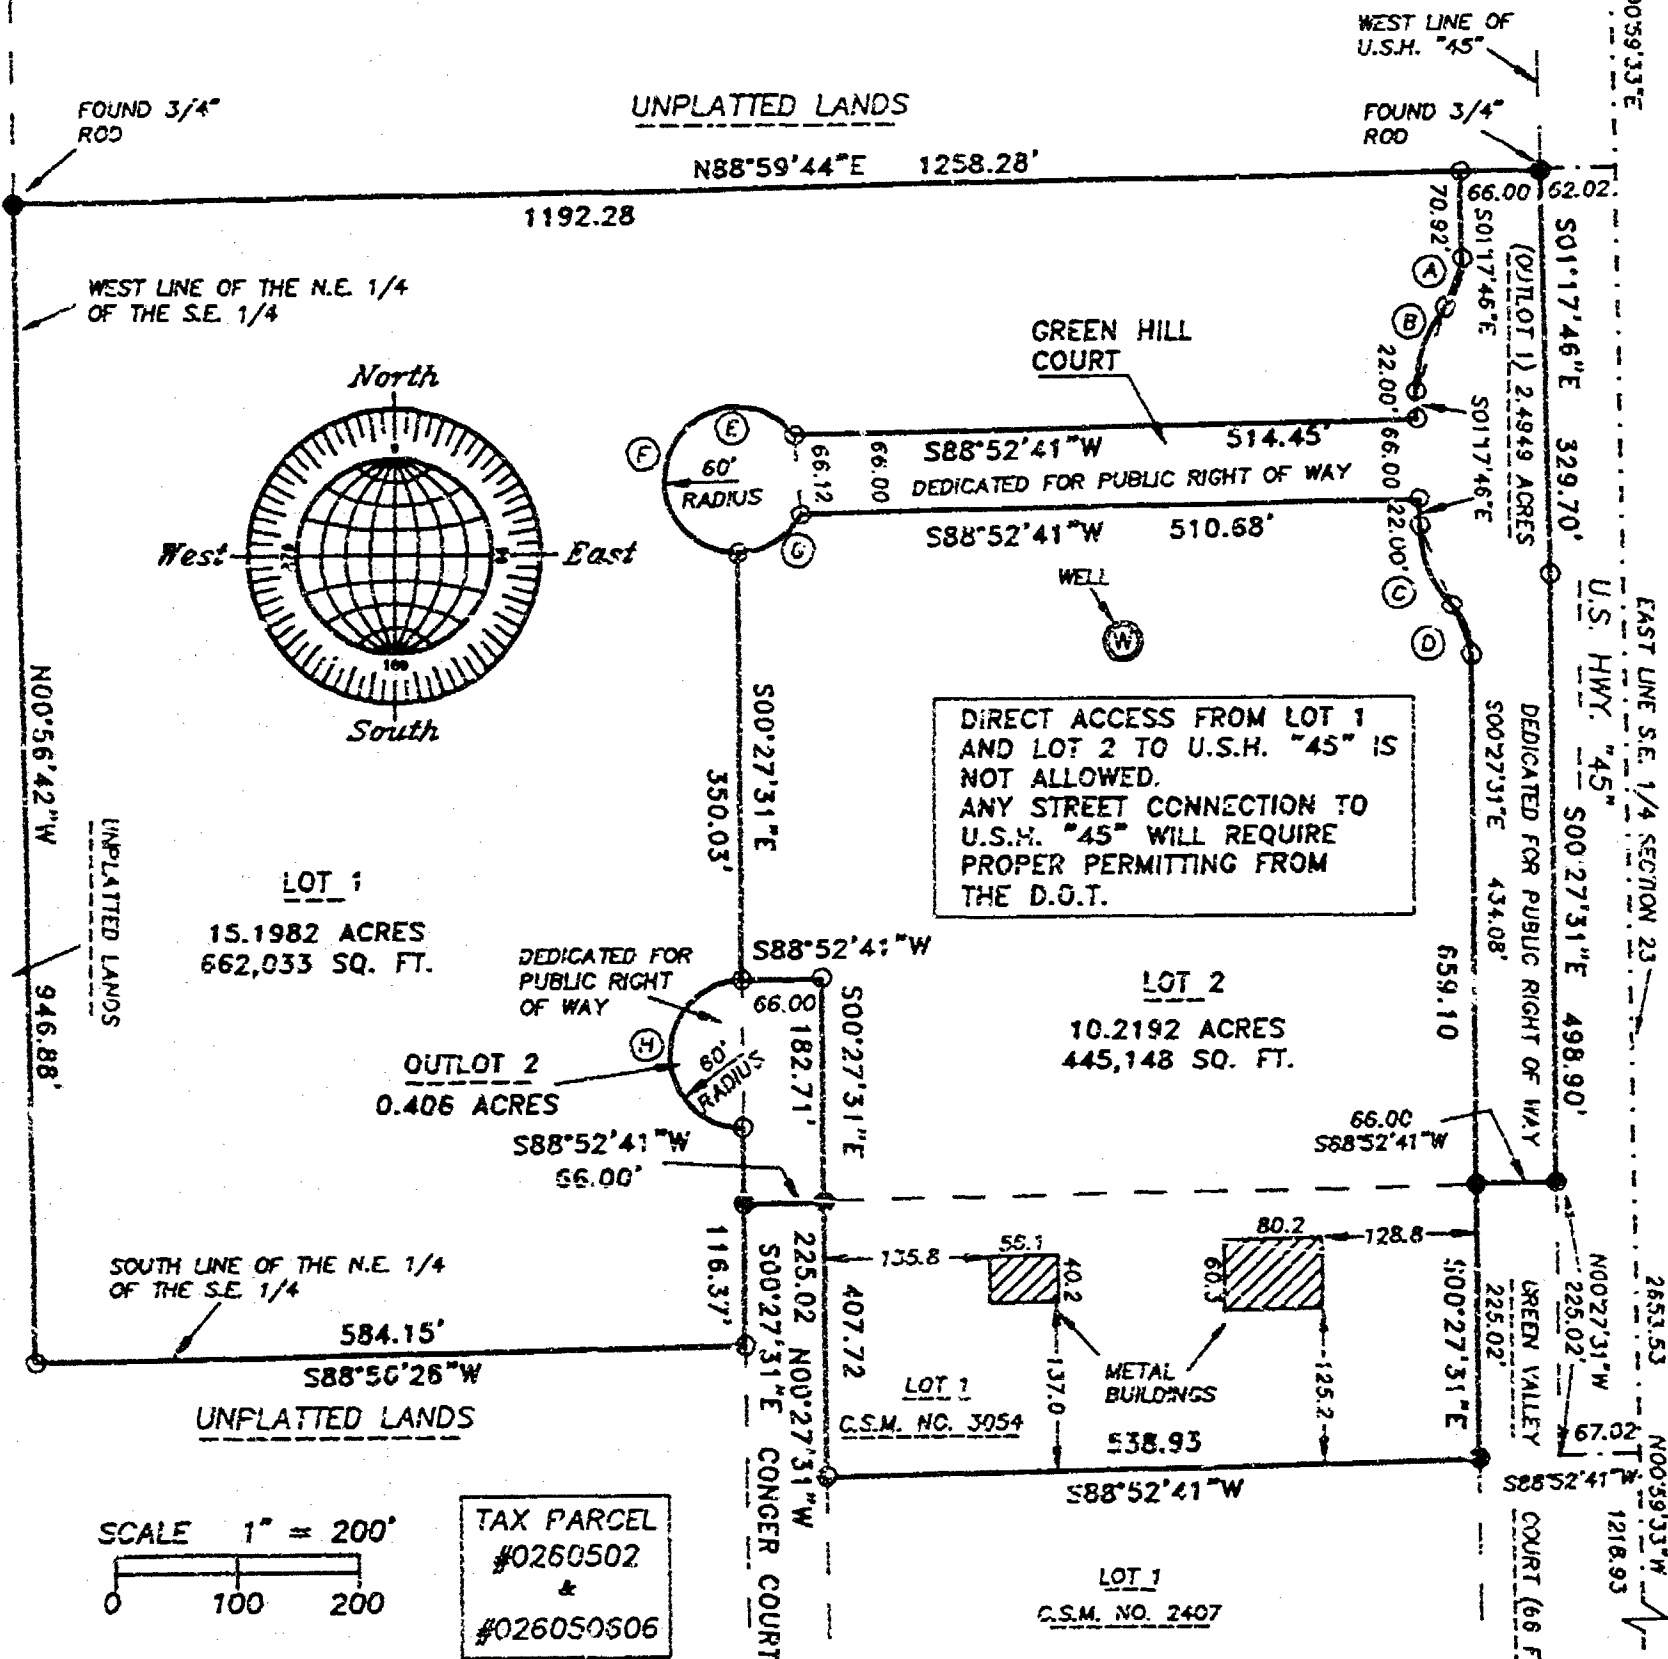 WEST LINE OF
U.S.H. "45"
00°59'33"E
FOUND 3/4"
ROD
UNPLATTED LANDS
FOUND 3/4"
ROD
N88°59'44"E 1258.28'
1192.28
66.00
62.02
70.92'
S01°17'46"E
(OUTLOT 1) 2.4949 ACRES
S01°17'46"E 329.70'
WEST LINE OF THE N.E. 1/4
OF THE S.E. 1/4
A
B
22.00'
S01°17'46"E
GREEN HILL
COURT
North
West
East
South
180
E
F
60'
RADIUS
G
66.12
66.00
S88°52'41"W 514.45'
66.00
DEDICATED FOR PUBLIC RIGHT OF WAY
S88°52'41"W 510.68'
22.00'
C
D
WELL
W
U.S. HWY. "45"
EAST LINE S.E. 1/4 SECTION 23
N00°56'42"W 946.88'
UNPLATTED LANDS
S00°27'31"E
350.03'
DIRECT ACCESS FROM LOT 1
AND LOT 2 TO U.S.H. "45" IS
NOT ALLOWED.
ANY STREET CONNECTION TO
U.S.H. "45" WILL REQUIRE
PROPER PERMITTING FROM
THE D.O.T.
S00°27'31"E 434.08'
659.10
DEDICATED FOR PUBLIC RIGHT OF WAY
S00°27'31"E 498.90'
LOT 1
15.1982 ACRES
662,033 SQ. FT.
DEDICATED FOR
PUBLIC RIGHT
OF WAY
S88°52'41"W
66.00
S00°27'31"E
182.71'
LOT 2
10.2192 ACRES
445,148 SQ. FT.
H
60'
RADIUS
OUTLOT 2
0.406 ACRES
S88°52'41"W
66.00'
66.00
S88°52'41"W
SOUTH LINE OF THE N.E. 1/4
OF THE S.E. 1/4
584.15'
UNPLATTED LANDS
116.37'
S00°27'31"E
CONGER COURT
225.02 N00°27'31"W
407.72
135.8
56.1
40.2
137.0
80.2
60.3
128.8
125.2
METAL
BUILDINGS
LOT 1
C.S.M. NO. 3054
538.93
S88°52'41"W
S00°27'31"E
225.02'
GREEN VALLEY
COURT (66 F
N00°27'31"W
225.02'
67.02
S88°52'41"W
2653.53
N00°59'33"W
1218.93
SCALE 1" = 200'
0 100 200
TAX PARCEL
#0260502
&
#026050606
LOT 1
C.S.M. NO. 2407